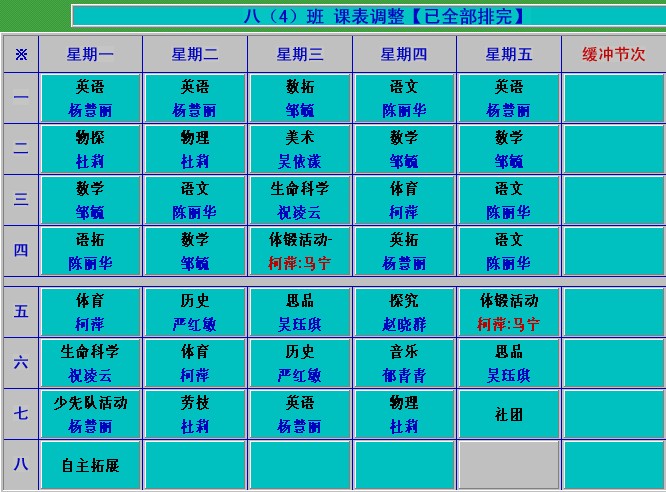 八（4）班 课表调整【已全部排完】
※ 星期一 星期二 星期三 星期四 星期五 缓冲节次
一 英语 英语 数拓 语文 英语
杨慧丽 杨慧丽 邹毓 陈丽华 杨慧丽
二 物探 物理 美术 数学 数学
杜莉 杜莉 吴依漾 邹毓 邹毓
三 数学 语文 生命科学 体育 语文
邹毓 陈丽华 祝凌云 柯萍 陈丽华
四 语拓 数学 体锻活动- 英拓 语文
陈丽华 邹毓 柯萍:马宁 杨慧丽 陈丽华
五 体育 历史 思品 探究 体锻活动
柯萍 严红敏 吴珏琪 赵晓群 柯萍:马宁
六 生命科学 体育 历史 音乐 思品
祝凌云 柯萍 严红敏 郁青青 吴珏琪
七 少先队活动 劳技 英语 物理 社团
杨慧丽 杜莉 杨慧丽 杜莉
八 自主拓展